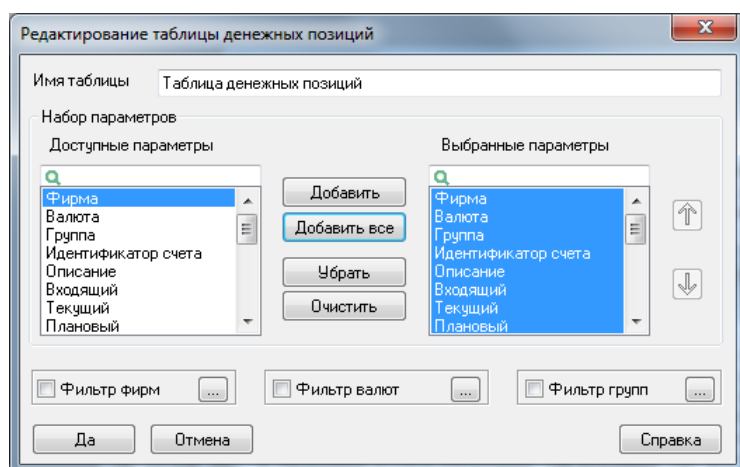 Редактирование таблицы денежных позиций
Имя таблицы Таблица денежных позиций
Набор параметров
Доступные параметры
Фирма
Валюта
Группа
Идентификатор счета
Описание
Входящий
Текущий
Плановый
Добавить
Добавить все
Убрать
Очистить
Выбранные параметры
Фирма
Валюта
Группа
Идентификатор счета
Описание
Входящий
Текущий
Плановый
Фильтр фирм ...
Фильтр валют ...
Фильтр групп ...
Да Отмена Справка